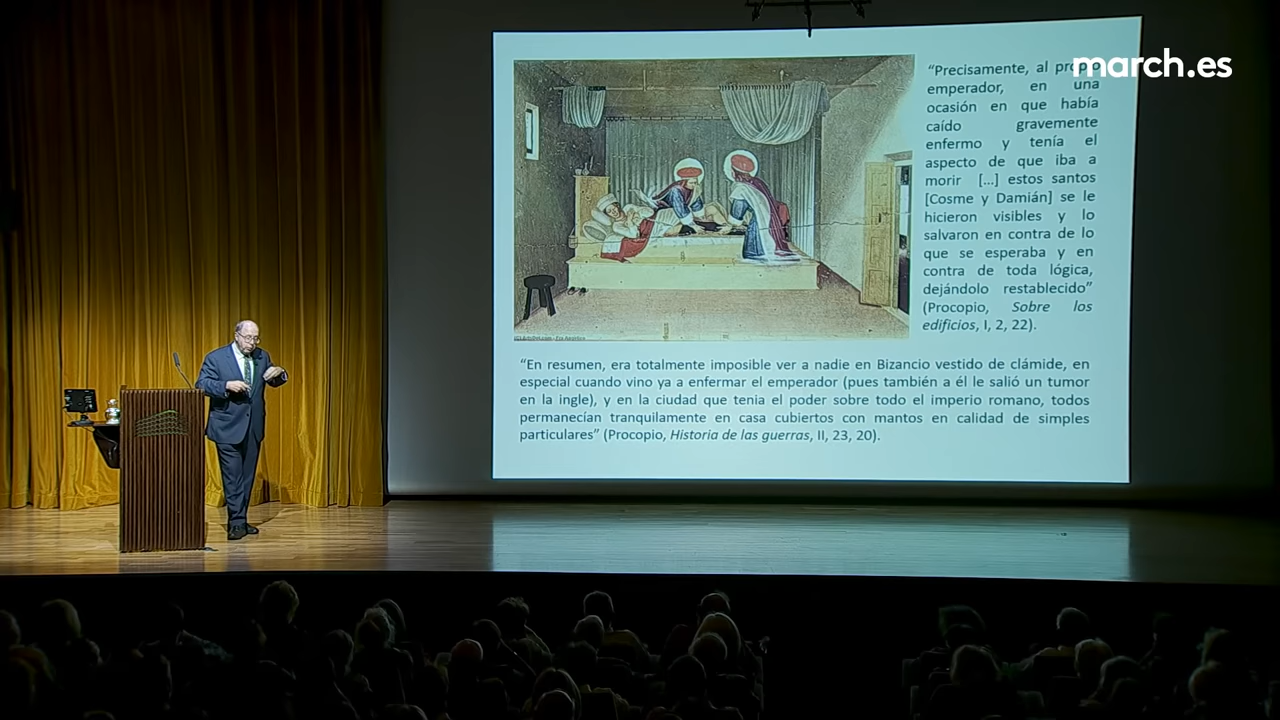 march.es
“Precisamente, al propio
emperador, en una
ocasión en que había
caído gravemente
enfermo y tenía el
aspecto de que iba a
morir [...] estos santos
[Cosme y Damián] se le
hicieron visibles y lo
salvaron en contra de lo
que se esperaba y en
contra de toda lógica,
dejándolo restablecido”
(Procopio, Sobre los
edificios, I, 2, 22).
“En resumen, era totalmente imposible ver a nadie en Bizancio vestido de clámide, en
especial cuando vino ya a enfermar el emperador (pues también a él le salió un tumor
en la ingle), y en la ciudad que tenia el poder sobre todo el imperio romano, todos
permanecían tranquilamente en casa cubiertos con mantos en calidad de simples
particulares” (Procopio, Historia de las guerras, II, 23, 20).